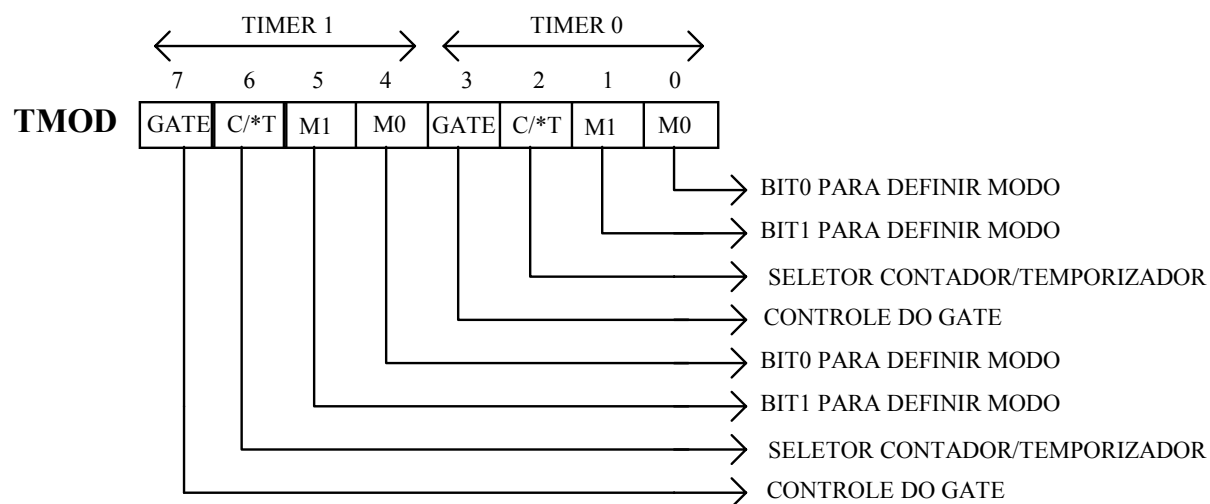 TIMER 1 TIMER 0
7 6 5 4 3 2 1 0
TMOD GATE C/*T M1 M0 GATE C/*T M1 M0
BIT0 PARA DEFINIR MODO
BIT1 PARA DEFINIR MODO
SELETOR CONTADOR/TEMPORIZADOR
CONTROLE DO GATE
BIT0 PARA DEFINIR MODO
BIT1 PARA DEFINIR MODO
SELETOR CONTADOR/TEMPORIZADOR
CONTROLE DO GATE